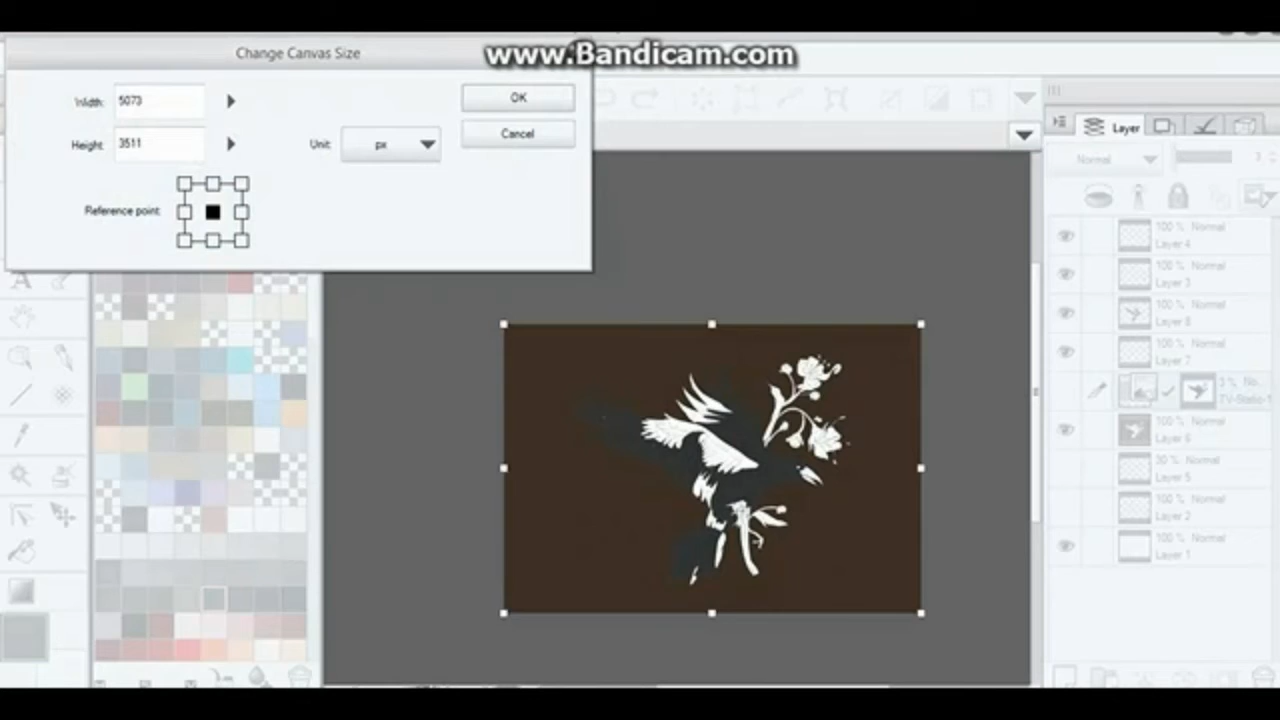 www.Bandicam.com
Change Canvas Size
Width: 5073
OK
Height: 3511
Unit: px
Cancel
Reference point:
Layer
Normal
100 % Normal
Layer 4
100 % Normal
Layer 3
100 % Normal
Layer 8
100 % Normal
Layer 7
3 % No...
100 % Normal
Layer 6
30 % Normal
Layer 5
100 % Normal
Layer 2
100 % Normal
Layer 1